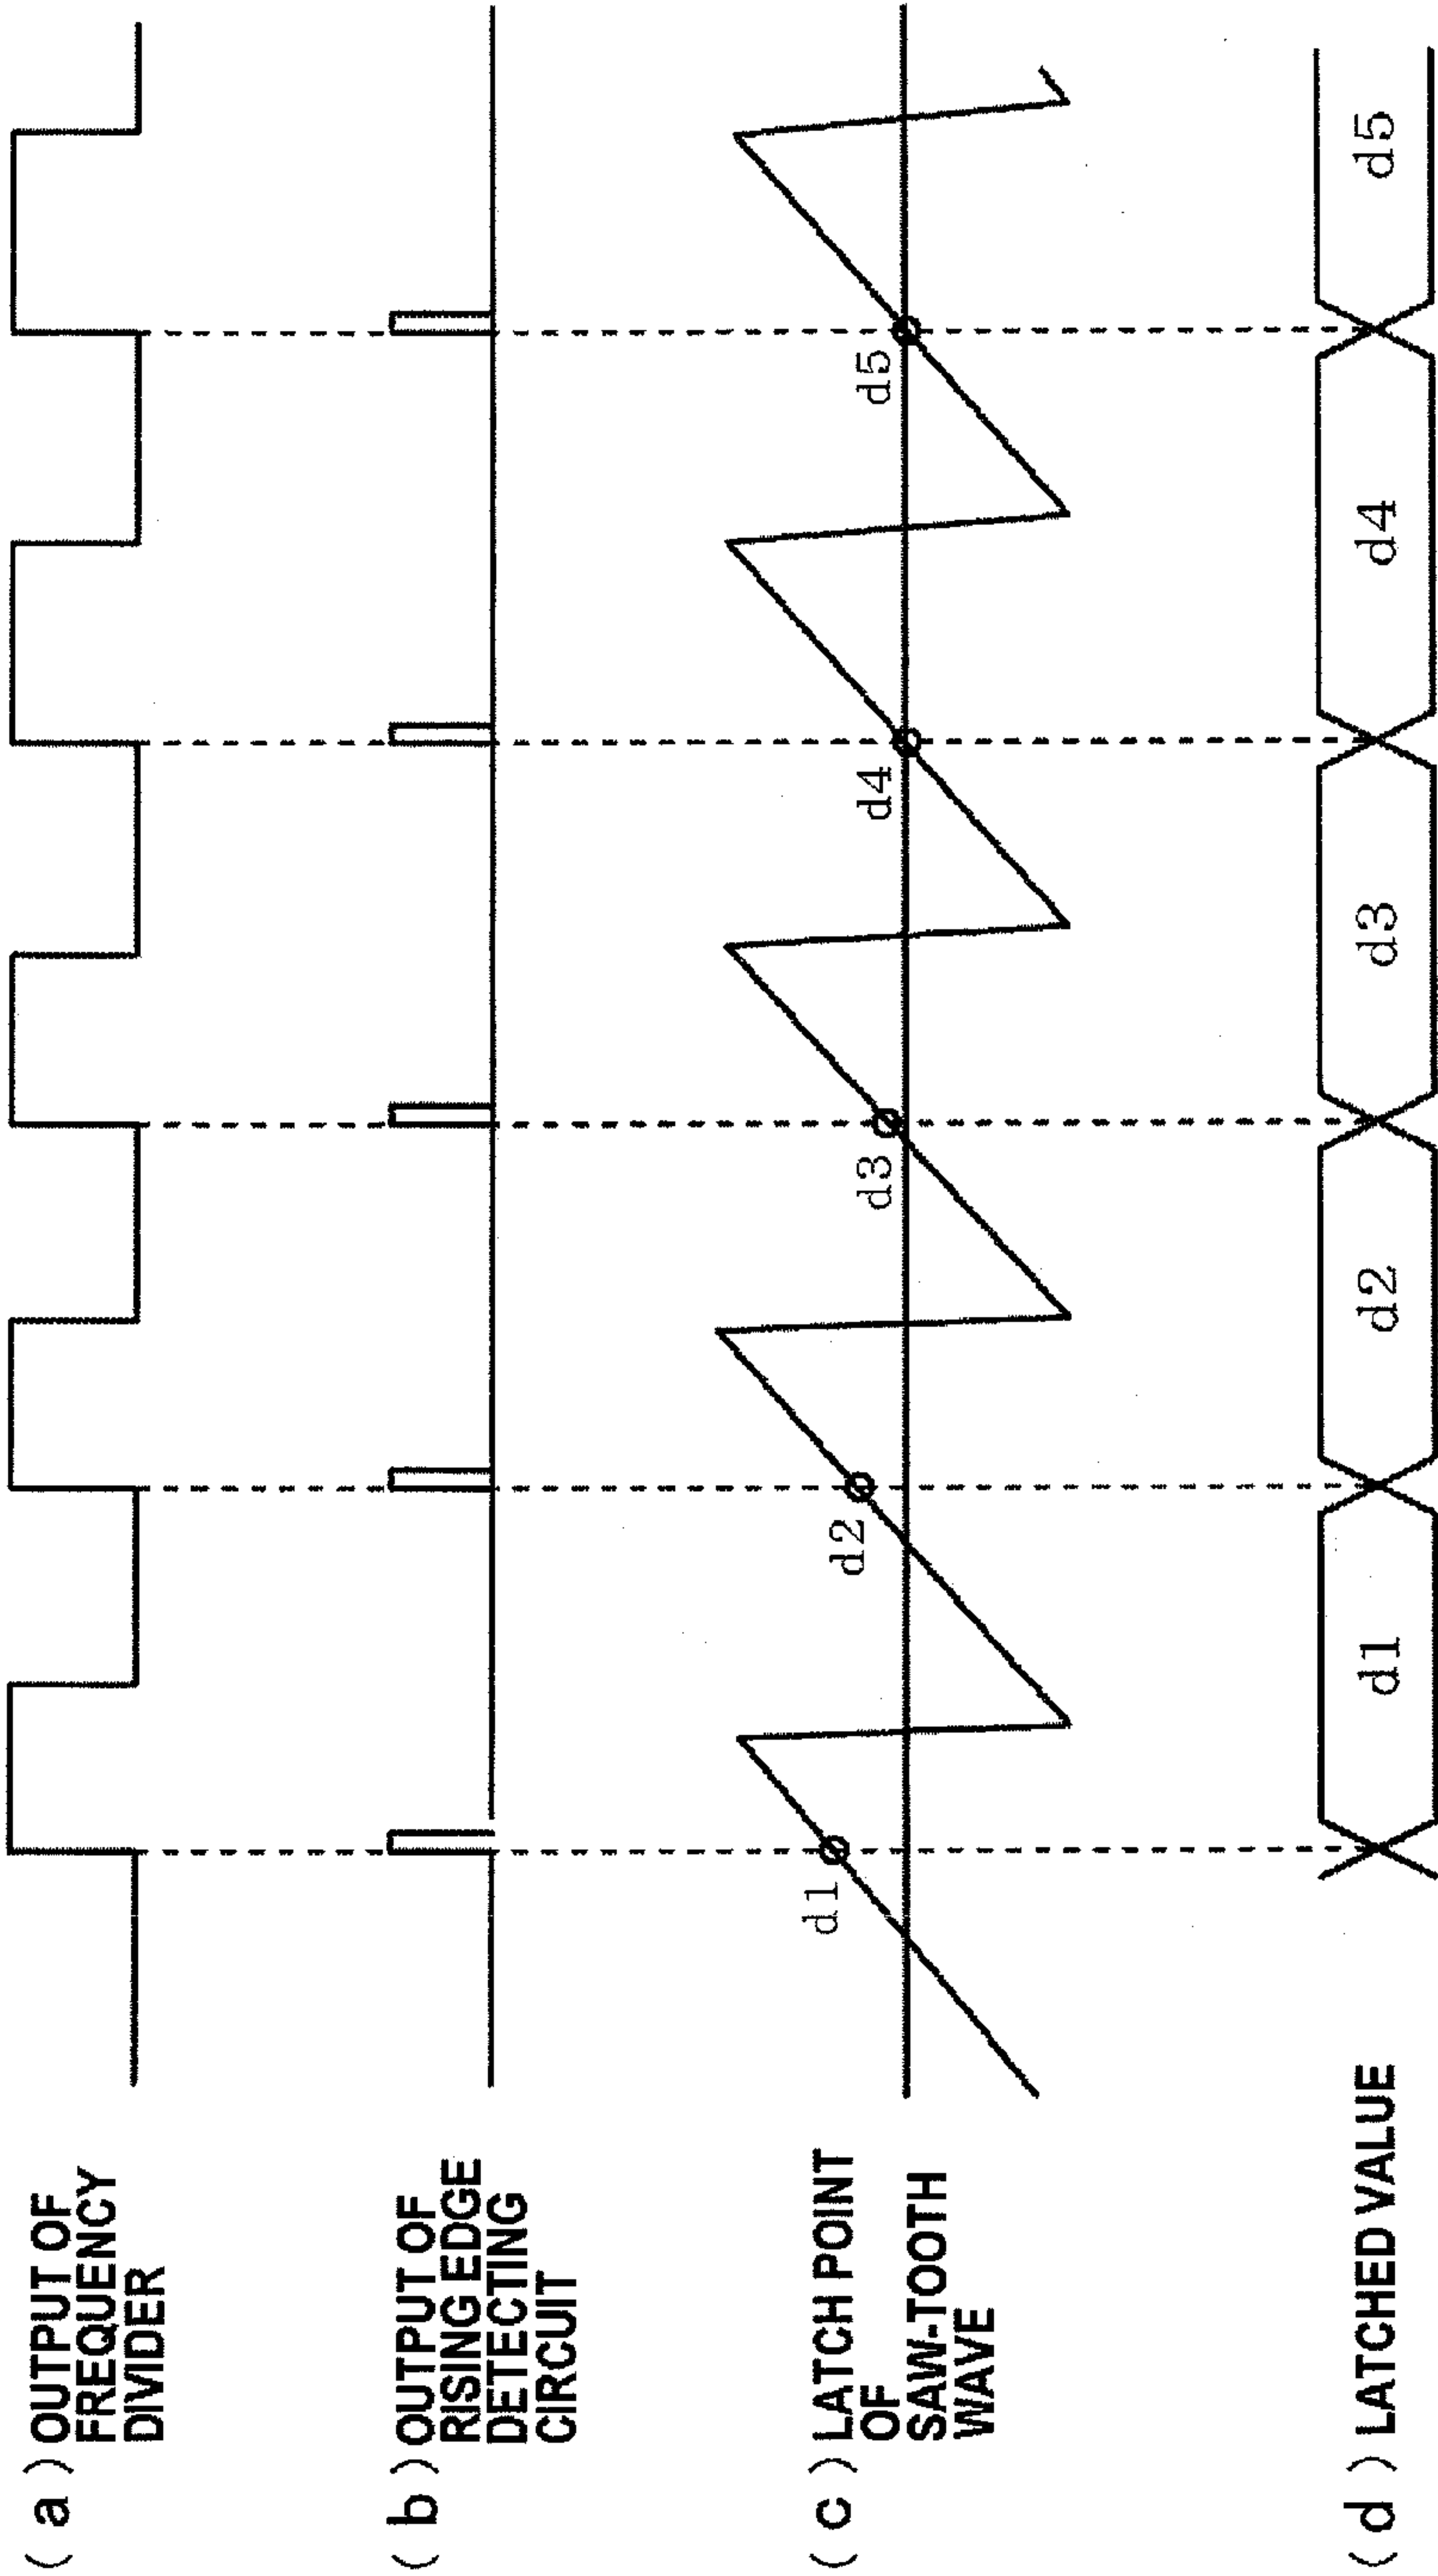 ( a ) OUTPUT OF
FREQUENCY
DIVIDER
( b ) OUTPUT OF
RISING EDGE
DETECTING
CIRCUIT
( c ) LATCH POINT
OF
SAW-TOOTH
WAVE
d1
d2
d3
d4
d5
( d ) LATCHED VALUE
d1
d2
d3
d4
d5